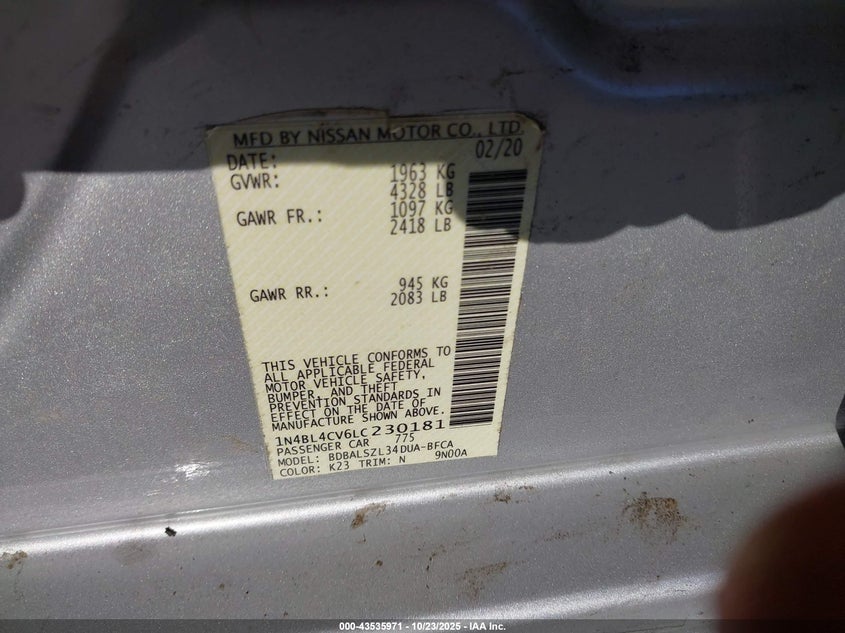 MFD BY NISSAN MOTOR CO., LTD.
DATE: 02/20
GVWR: 1963 KG
4328 LB
GAWR FR.: 1097 KG
2418 LB
GAWR RR.: 945 KG
2083 LB
THIS VEHICLE CONFORMS TO
ALL APPLICABLE FEDERAL
MOTOR VEHICLE SAFETY,
BUMPER, AND THEFT
PREVENTION STANDARDS IN
EFFECT ON THE DATE OF
MANUFACTURE SHOWN ABOVE.
1N4BL4CV6LC230181
PASSENGER CAR 775
MODEL: BDBALSZL34DUA-BFCA
COLOR: K23 TRIM: N 9N00A
000-43535971 - 10/23/2025 - IAA Inc.